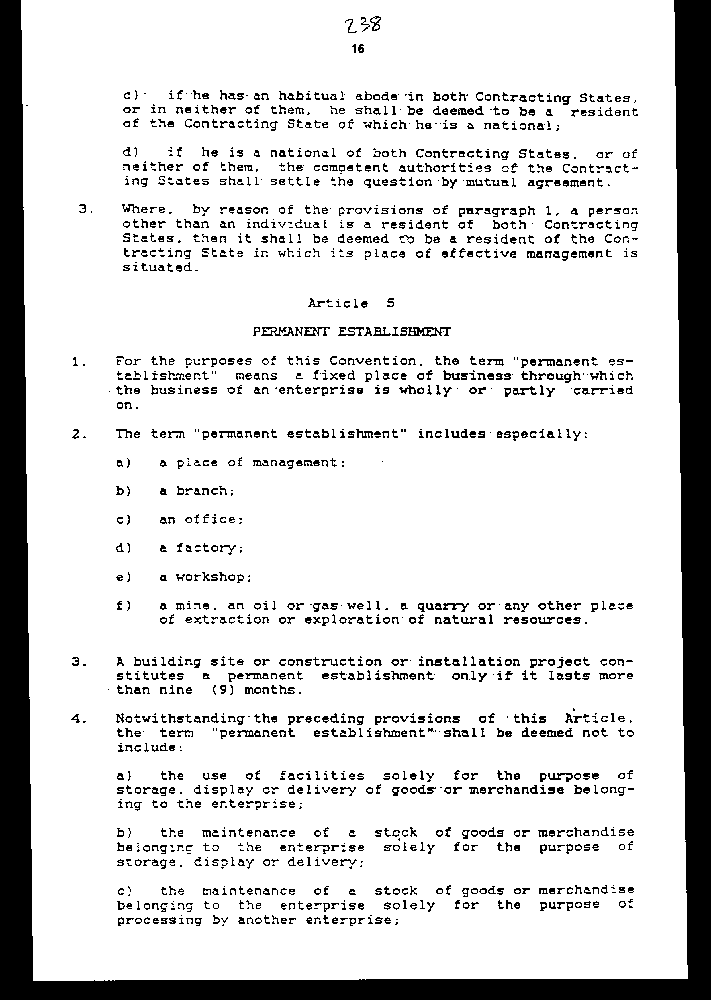 238
16
c) if he has an habitual abode in both Contracting States,
or in neither of them, he shall be deemed to be a resident
of the Contracting State of which he is a national;
d) if he is a national of both Contracting States, or of
neither of them, the competent authorities of the Contract-
ing States shall settle the question by mutual agreement.
3. Where, by reason of the provisions of paragraph 1, a person
other than an individual is a resident of both Contracting
States, then it shall be deemed to be a resident of the Con-
tracting State in which its place of effective management is
situated.
Article 5
PERMANENT ESTABLISHMENT
1. For the purposes of this Convention, the term "permanent es-
tablishment" means a fixed place of business through which
the business of an enterprise is wholly or partly carried
on.
2. The term "permanent establishment" includes especially:
a) a place of management;
b) a branch;
c) an office;
d) a factory;
e) a workshop;
f) a mine, an oil or gas well, a quarry or any other place
of extraction or exploration of natural resources,
3. A building site or construction or installation project con-
stitutes a permanent establishment only if it lasts more
than nine (9) months.
4. Notwithstanding the preceding provisions of this Article,
the term "permanent establishment" shall be deemed not to
include:
a) the use of facilities solely for the purpose of
storage, display or delivery of goods or merchandise belong-
ing to the enterprise;
b) the maintenance of a stock of goods or merchandise
belonging to the enterprise solely for the purpose of
storage, display or delivery;
c) the maintenance of a stock of goods or merchandise
belonging to the enterprise solely for the purpose of
processing by another enterprise;